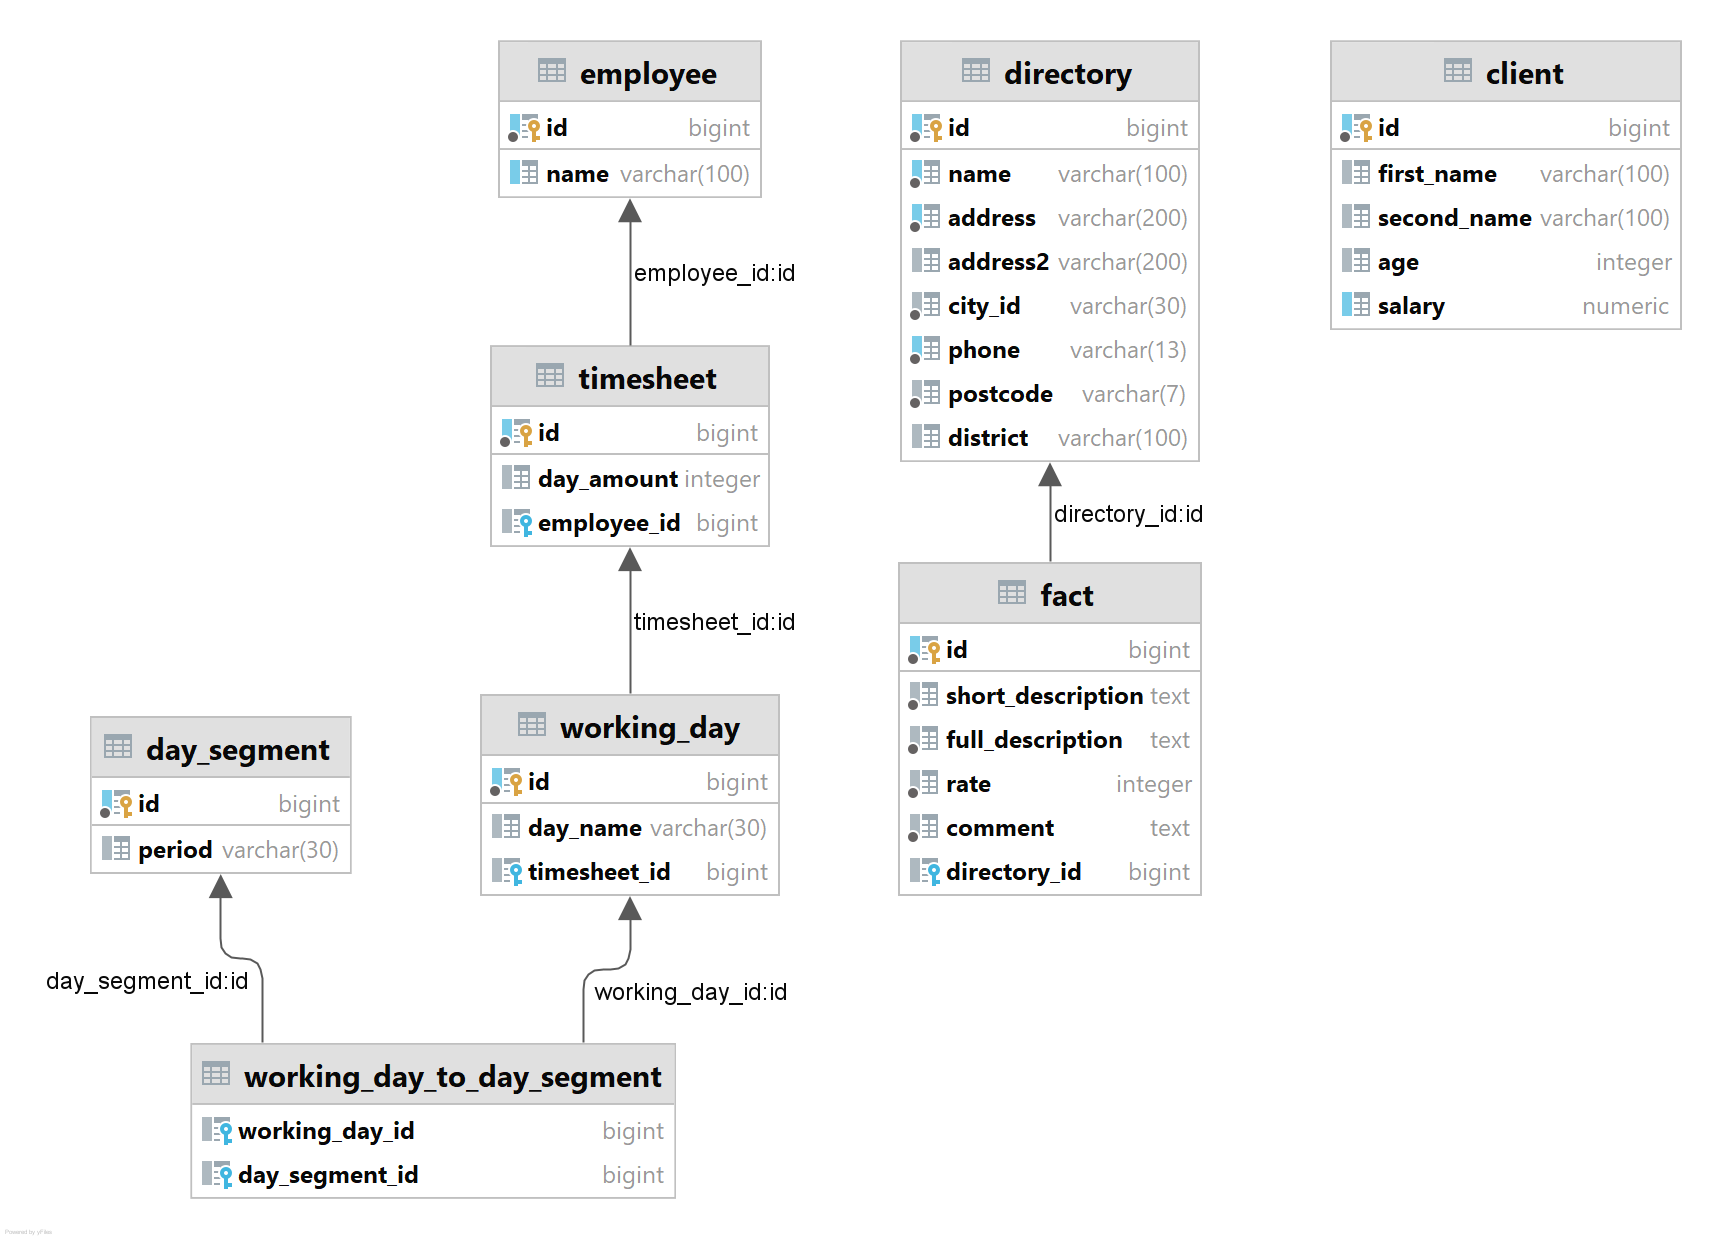 employee
id bigint
name varchar(100)
employee_id:id
timesheet
id bigint
day_amount integer
employee_id bigint
timesheet_id:id
working_day
id bigint
day_name varchar(30)
timesheet_id bigint
day_segment
id bigint
period varchar(30)
day_segment_id:id
working_day_id:id
working_day_to_day_segment
working_day_id bigint
day_segment_id bigint
directory
id bigint
name varchar(100)
address varchar(200)
address2 varchar(200)
city_id varchar(30)
phone varchar(13)
postcode varchar(7)
district varchar(100)
directory_id:id
fact
id bigint
short_description text
full_description text
rate integer
comment text
directory_id bigint
client
id bigint
first_name varchar(100)
second_name varchar(100)
age integer
salary numeric
Powered by yFiles